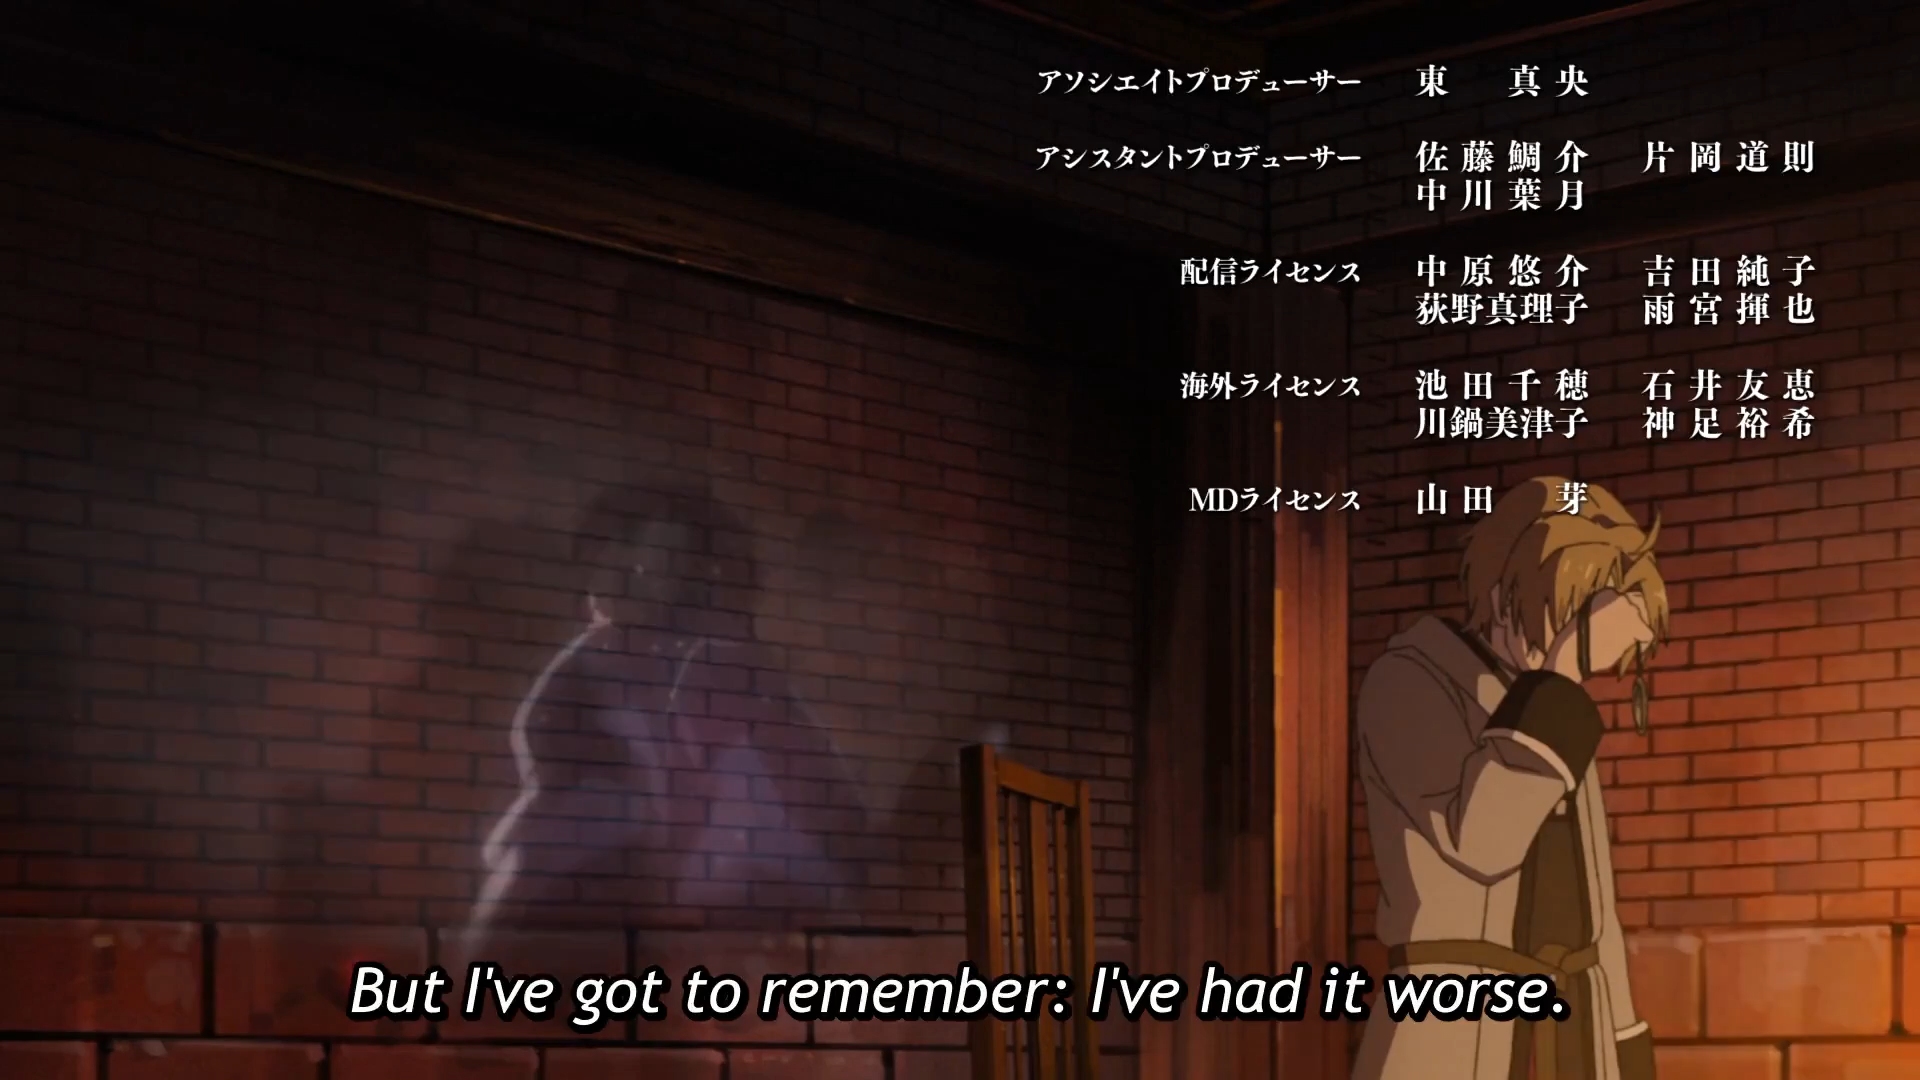 アソシエイトプロデューサー 東 真央
アシスタントプロデューサー 佐藤鯛介 片岡道則
中川葉月
配信ライセンス 中原悠介 吉田純子
荻野真理子 雨宮揮也
海外ライセンス 池田千穂 石井友恵
川鍋美津子 神足裕希
MDライセンス 山田 芽
But I've got to remember: I've had it worse.